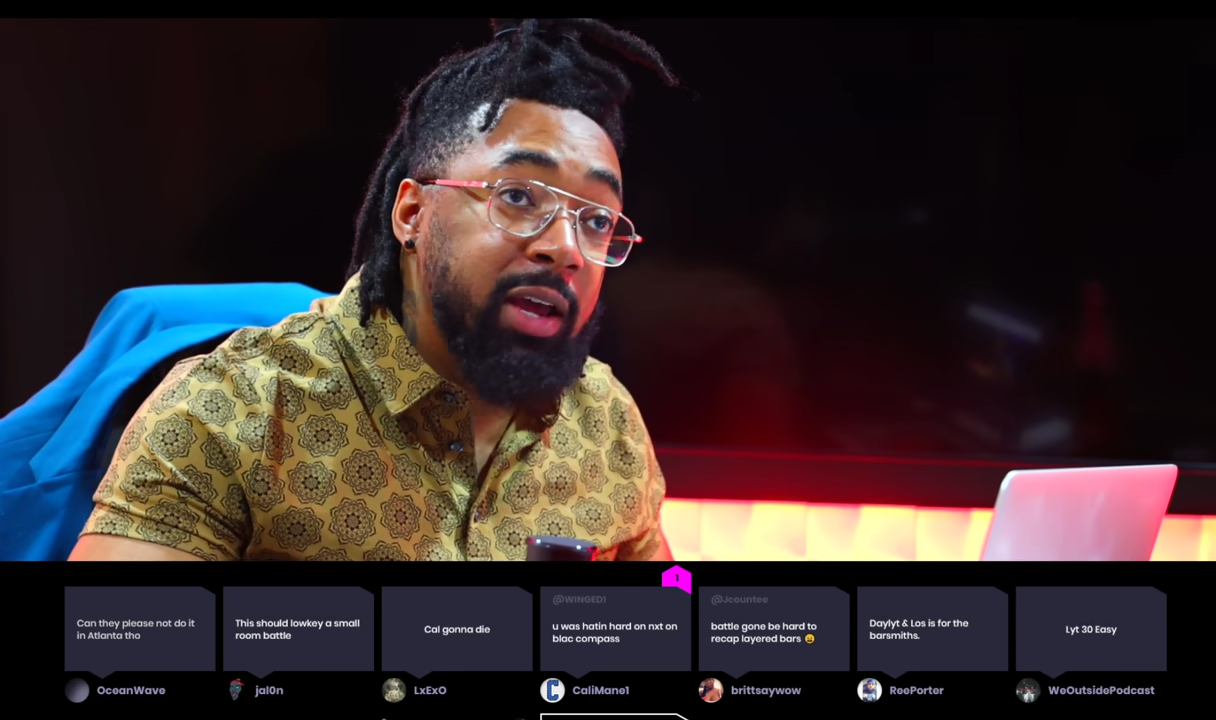 1
Can they please not do it
in Atlanta tho
OceanWave
This should lowkey a small
room battle
jal0n
Cal gonna die
LxExO
@WINGED1
u was hatin hard on nxt on
blac compass
CaliMane1
@Jcountee
battle gone be hard to
recap layered bars 😩
brittsaywow
Daylyt & Los is for the
barsmiths.
ReePorter
Lyt 30 Easy
WeOutsidePodcast